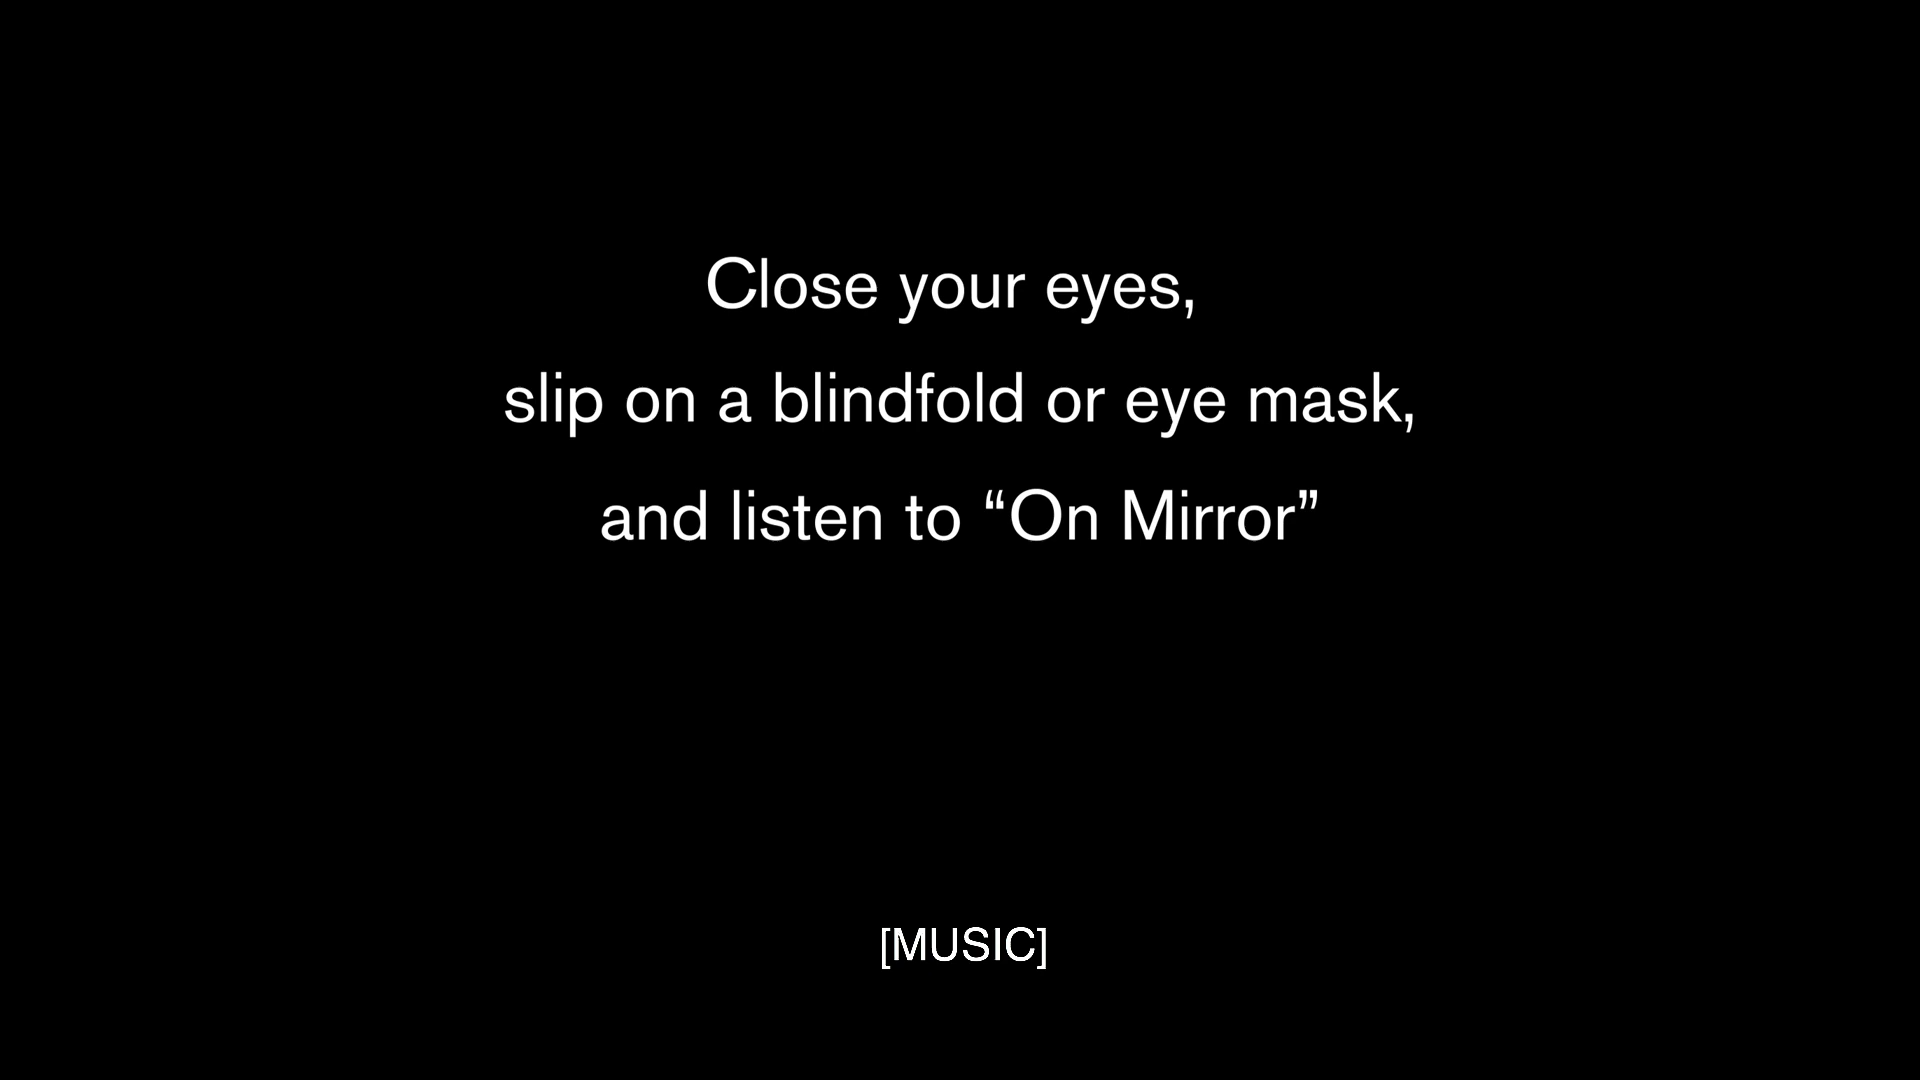 Close your eyes,
slip on a blindfold or eye mask,
and listen to “On Mirror”
[MUSIC]